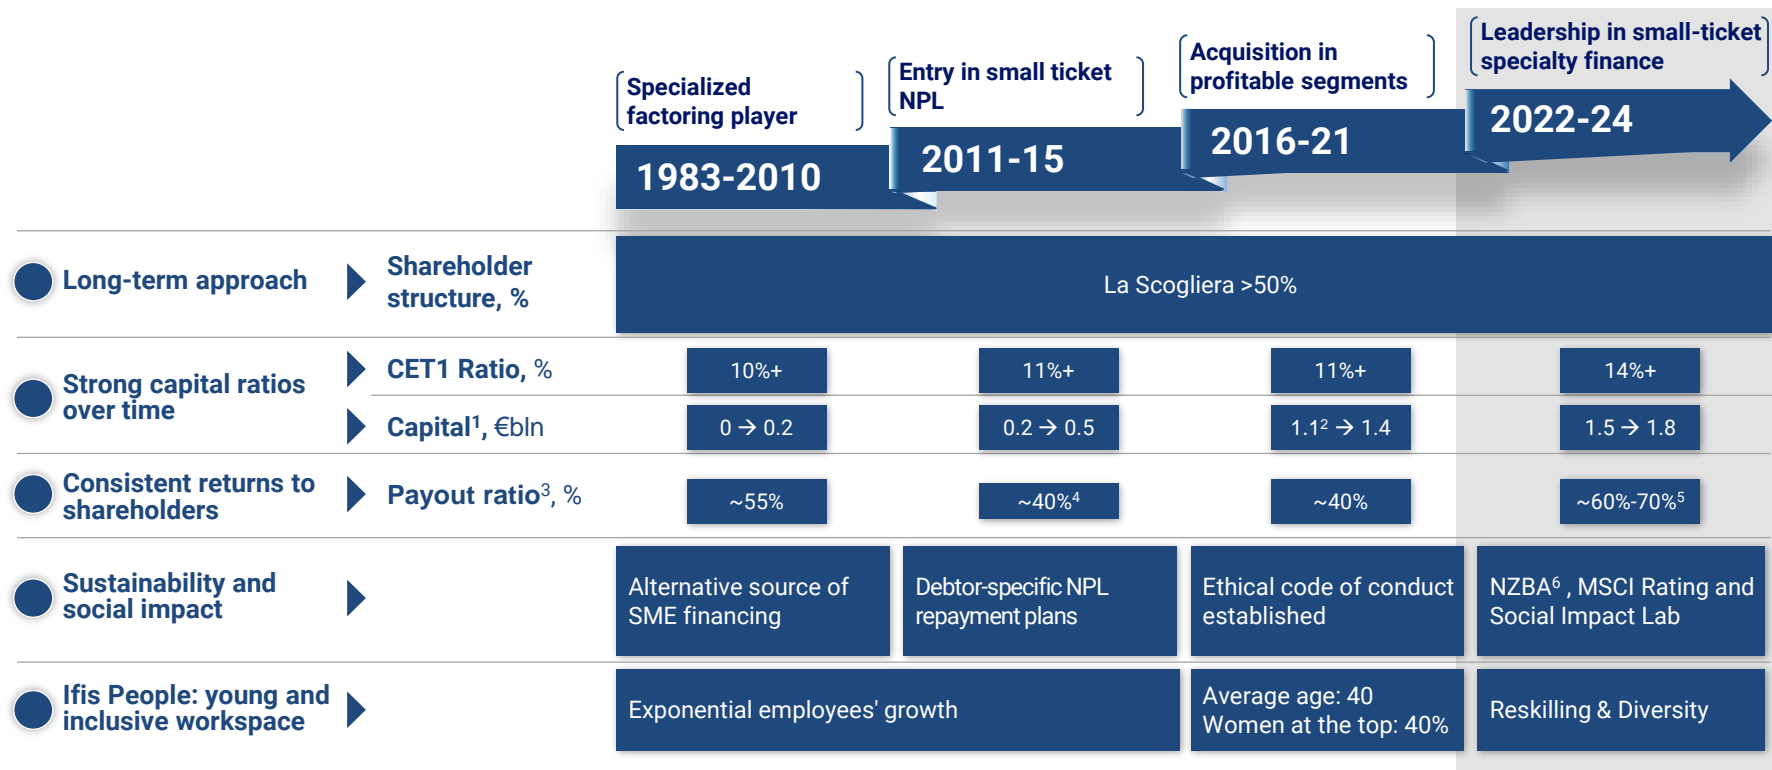 Specialized
factoring player
Entry in small ticket
NPL
Acquisition in
profitable segments
Leadership in small-ticket
specialty finance
1983-2010
2011-15
2016-21
2022-24
Long-term approach
Shareholder
structure, %
La Scogliera >50%
Strong capital ratios
over time
CET1 Ratio, %
10%+
11%+
11%+
14%+
Capital¹, €bln
0 → 0.2
0.2 → 0.5
1.1² → 1.4
1.5 → 1.8
Consistent returns to
shareholders
Payout ratio³, %
~55%
~40%⁴
~40%
~60%-70%⁵
Sustainability and
social impact
Alternative source of
SME financing
Debtor-specific NPL
repayment plans
Ethical code of conduct
established
NZBA⁶ , MSCI Rating and
Social Impact Lab
Ifis People: young and
inclusive workspace
Exponential employees' growth
Average age: 40
Women at the top: 40%
Reskilling & Diversity